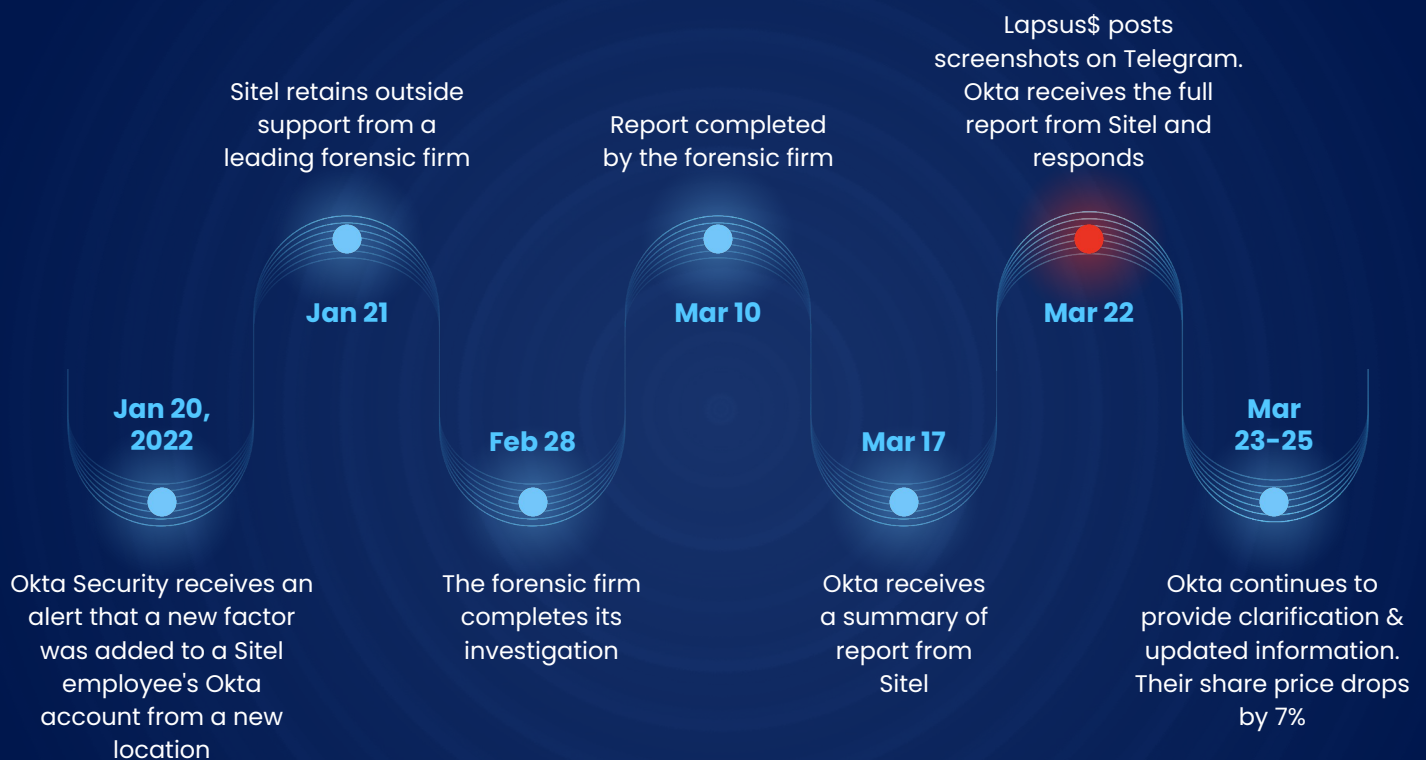 Jan 20,
2022
Okta Security receives an
alert that a new factor
was added to a Sitel
employee's Okta
account from a new
location
Sitel retains outside
support from a
leading forensic firm
Jan 21
Feb 28
The forensic firm
completes its
investigation
Report completed
by the forensic firm
Mar 10
Mar 17
Okta receives
a summary of
report from
Sitel
Lapsus$ posts
screenshots on Telegram.
Okta receives the full
report from Sitel and
responds
Mar 22
Mar
23-25
Okta continues to
provide clarification &
updated information.
Their share price drops
by 7%